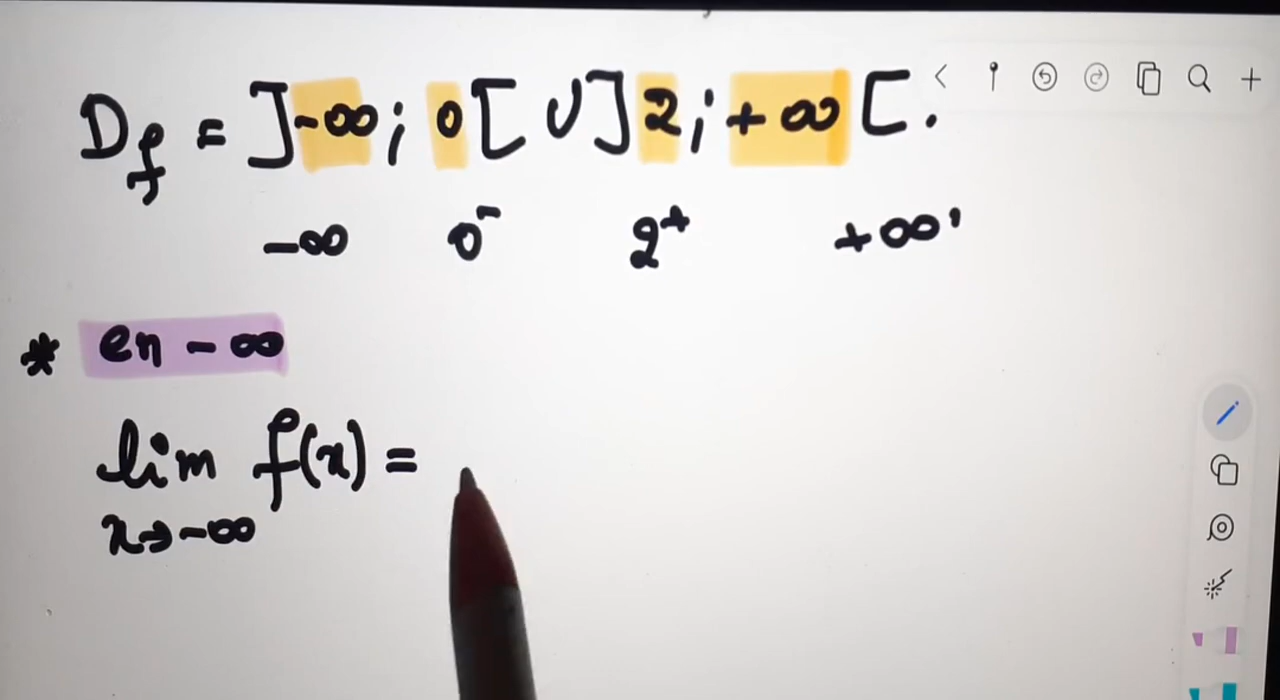 Df = ]-∞; 0[ U ]2; +∞[.
-∞ 0⁻ 2⁺ +∞.
* en -∞
lim f(x) =
x→-∞